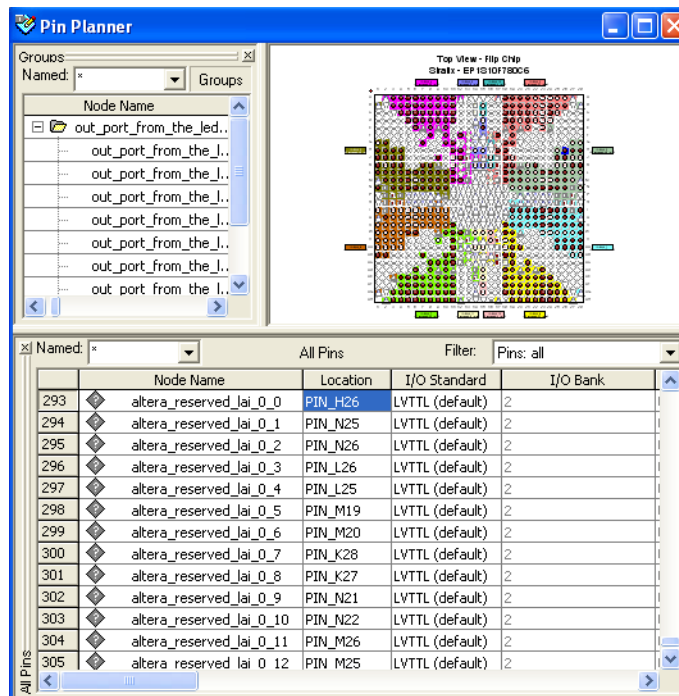 Pin Planner
Groups
Named: * Groups
Node Name
out_port_from_the_led..
out_port_from_the_l..
out_port_from_the_l..
out_port_from_the_l..
out_port_from_the_l..
out_port_from_the_l..
out_port_from_the_l..
out_port_from_the_l..
Top View - Flip Chip
Stratix - EP1S10F780C6
Named: * All Pins Filter: Pins: all
Node Name Location I/O Standard I/O Bank
293 altera_reserved_lai_0_0 PIN_H26 LVTTL (default) 2
294 altera_reserved_lai_0_1 PIN_N25 LVTTL (default) 2
295 altera_reserved_lai_0_2 PIN_N26 LVTTL (default) 2
296 altera_reserved_lai_0_3 PIN_L26 LVTTL (default) 2
297 altera_reserved_lai_0_4 PIN_L25 LVTTL (default) 2
298 altera_reserved_lai_0_5 PIN_M19 LVTTL (default) 2
299 altera_reserved_lai_0_6 PIN_M20 LVTTL (default) 2
300 altera_reserved_lai_0_7 PIN_K28 LVTTL (default) 2
301 altera_reserved_lai_0_8 PIN_K27 LVTTL (default) 2
302 altera_reserved_lai_0_9 PIN_N21 LVTTL (default) 2
303 altera_reserved_lai_0_10 PIN_N22 LVTTL (default) 2
304 altera_reserved_lai_0_11 PIN_M26 LVTTL (default) 2
305 altera_reserved_lai_0_12 PIN_M25 LVTTL (default) 2
All Pins